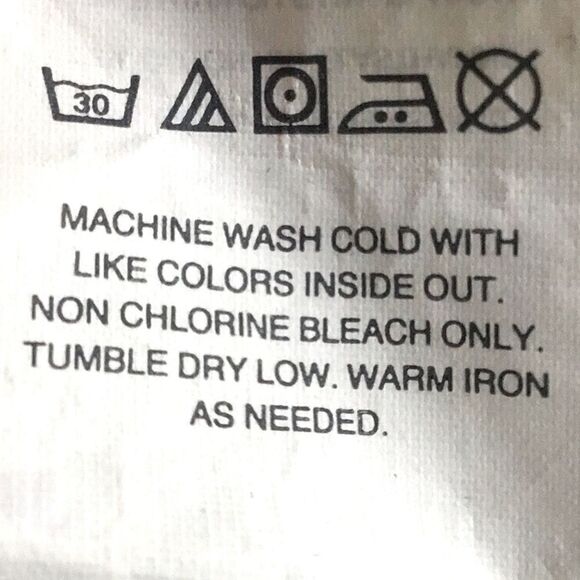 30
MACHINE WASH COLD WITH
LIKE COLORS INSIDE OUT.
NON CHLORINE BLEACH ONLY.
TUMBLE DRY LOW. WARM IRON
AS NEEDED.